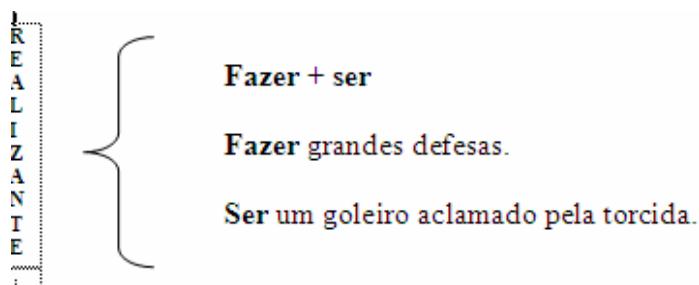 REALIZANTE
Fazer + ser
Fazer grandes defesas.
Ser um goleiro aclamado pela torcida.